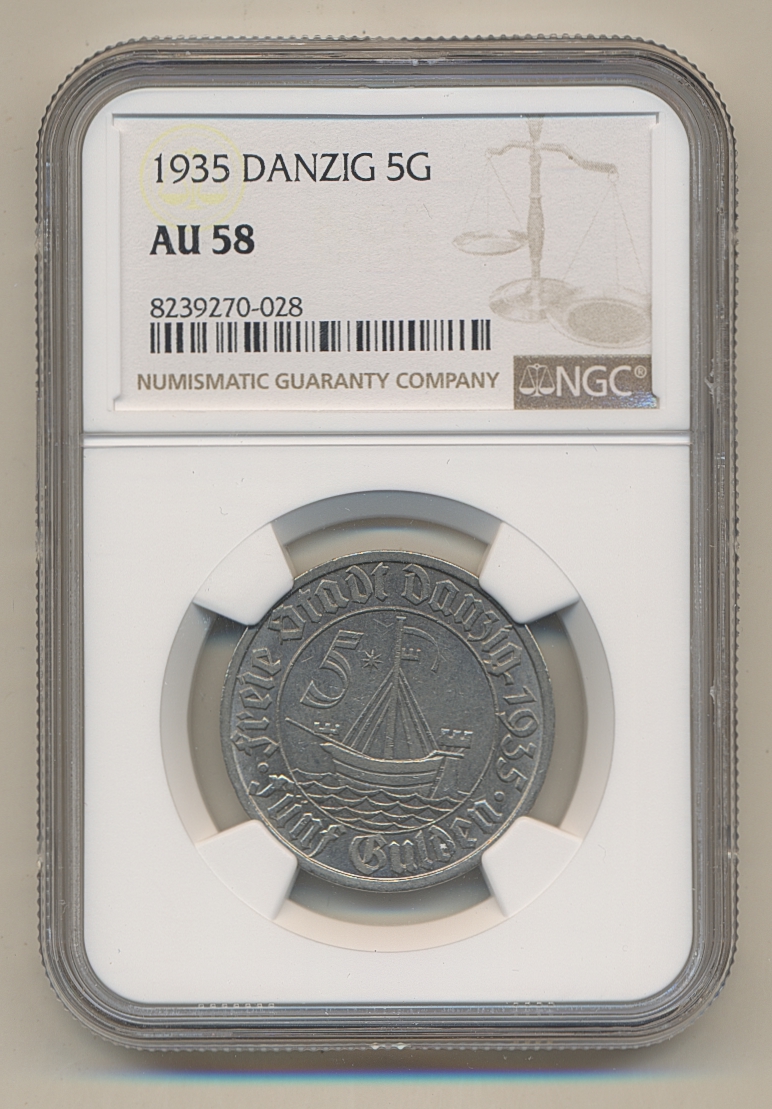 1935 DANZIG 5G
AU 58
8239270-028
NUMISMATIC GUARANTY COMPANY
NGC®
Freie Stadt Danzig · 1935 ·
5
Fünf Gulden